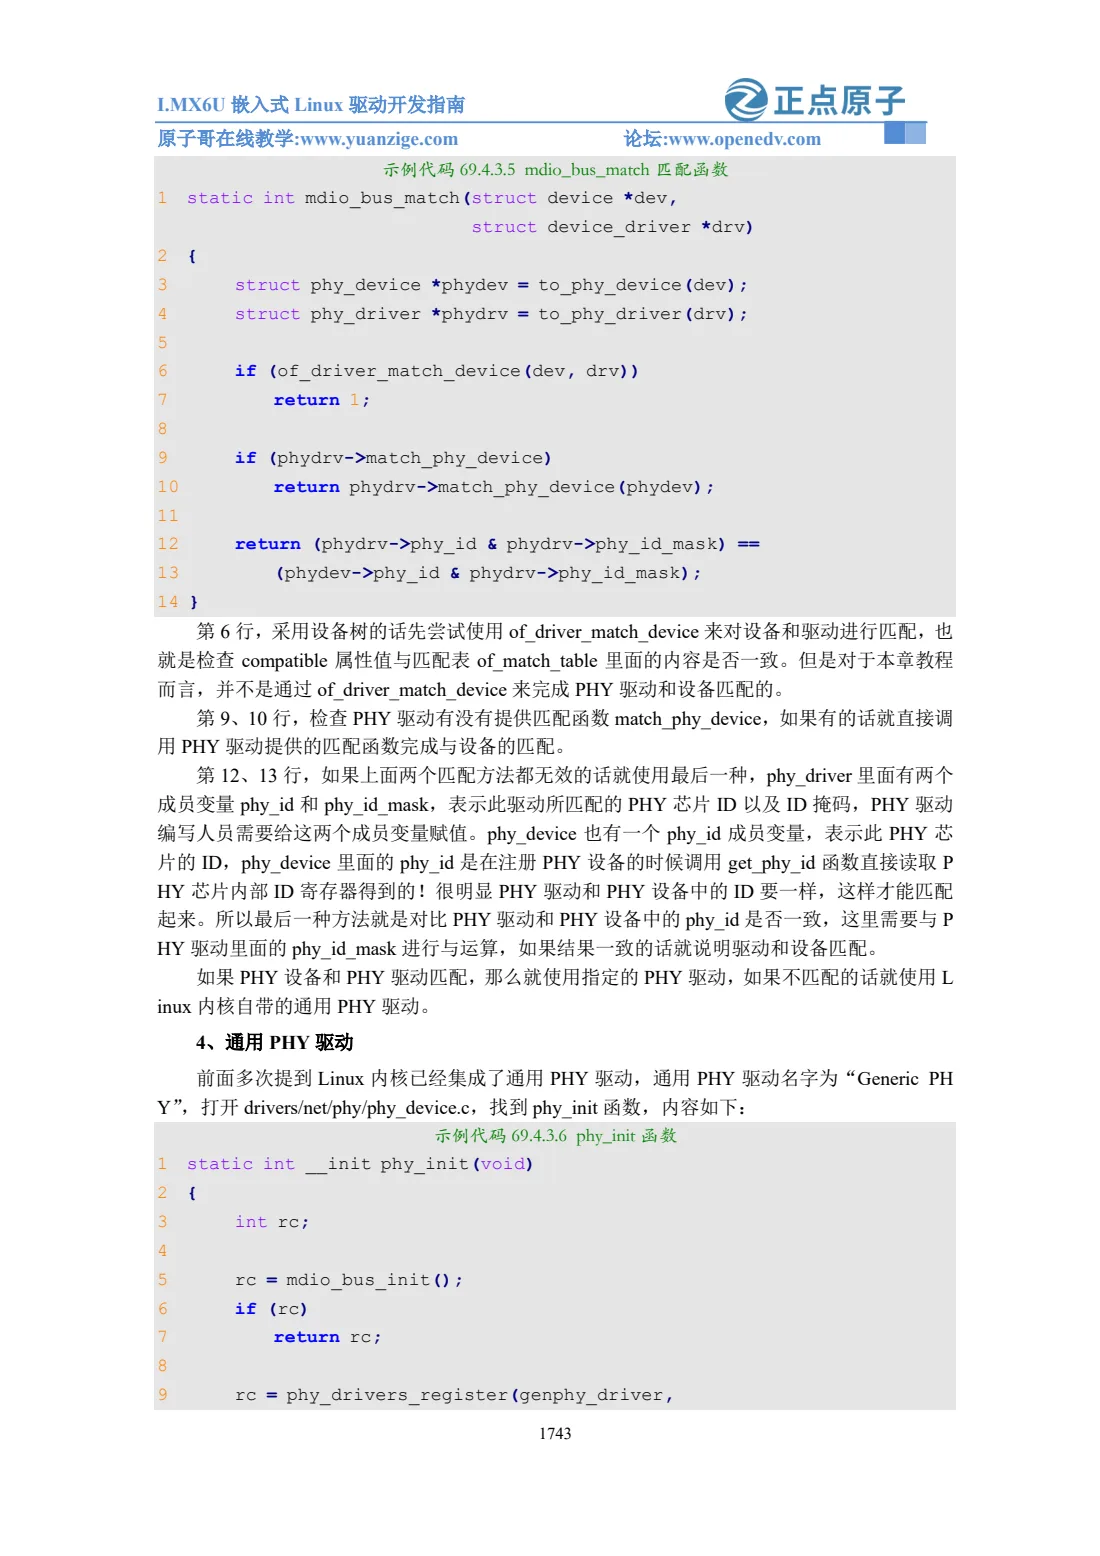 I.MX6U 嵌入式 Linux 驱动开发指南
正点原子
原子哥在线教学:www.yuanzige.com 论坛:www.openedv.com
示例代码 69.4.3.5 mdio_bus_match 匹配函数
1 static int mdio_bus_match(struct device *dev,
struct device_driver *drv)
2 {
3 struct phy_device *phydev = to_phy_device(dev);
4 struct phy_driver *phydrv = to_phy_driver(drv);
5
6 if (of_driver_match_device(dev, drv))
7 return 1;
8
9 if (phydrv->match_phy_device)
10 return phydrv->match_phy_device(phydev);
11
12 return (phydrv->phy_id & phydrv->phy_id_mask) ==
13 (phydev->phy_id & phydrv->phy_id_mask);
14 }
第 6 行，采用设备树的话先尝试使用 of_driver_match_device 来对设备和驱动进行匹配，也
就是检查 compatible 属性值与匹配表 of_match_table 里面的内容是否一致。但是对于本章教程
而言，并不是通过 of_driver_match_device 来完成 PHY 驱动和设备匹配的。
第 9、10 行，检查 PHY 驱动有没有提供匹配函数 match_phy_device，如果有的话就直接调
用 PHY 驱动提供的匹配函数完成与设备的匹配。
第 12、13 行，如果上面两个匹配方法都无效的话就使用最后一种，phy_driver 里面有两个
成员变量 phy_id 和 phy_id_mask，表示此驱动所匹配的 PHY 芯片 ID 以及 ID 掩码，PHY 驱动
编写人员需要给这两个成员变量赋值。phy_device 也有一个 phy_id 成员变量，表示此 PHY 芯
片的 ID，phy_device 里面的 phy_id 是在注册 PHY 设备的时候调用 get_phy_id 函数直接读取 P
HY 芯片内部 ID 寄存器得到的！很明显 PHY 驱动和 PHY 设备中的 ID 要一样，这样才能匹配
起来。所以最后一种方法就是对比 PHY 驱动和 PHY 设备中的 phy_id 是否一致，这里需要与 P
HY 驱动里面的 phy_id_mask 进行与运算，如果结果一致的话就说明驱动和设备匹配。
如果 PHY 设备和 PHY 驱动匹配，那么就使用指定的 PHY 驱动，如果不匹配的话就使用 L
inux 内核自带的通用 PHY 驱动。
4、通用 PHY 驱动
前面多次提到 Linux 内核已经集成了通用 PHY 驱动，通用 PHY 驱动名字为“Generic PH
Y”，打开 drivers/net/phy/phy_device.c，找到 phy_init 函数，内容如下：
示例代码 69.4.3.6 phy_init 函数
1 static int __init phy_init(void)
2 {
3 int rc;
4
5 rc = mdio_bus_init();
6 if (rc)
7 return rc;
8
9 rc = phy_drivers_register(genphy_driver,
1743